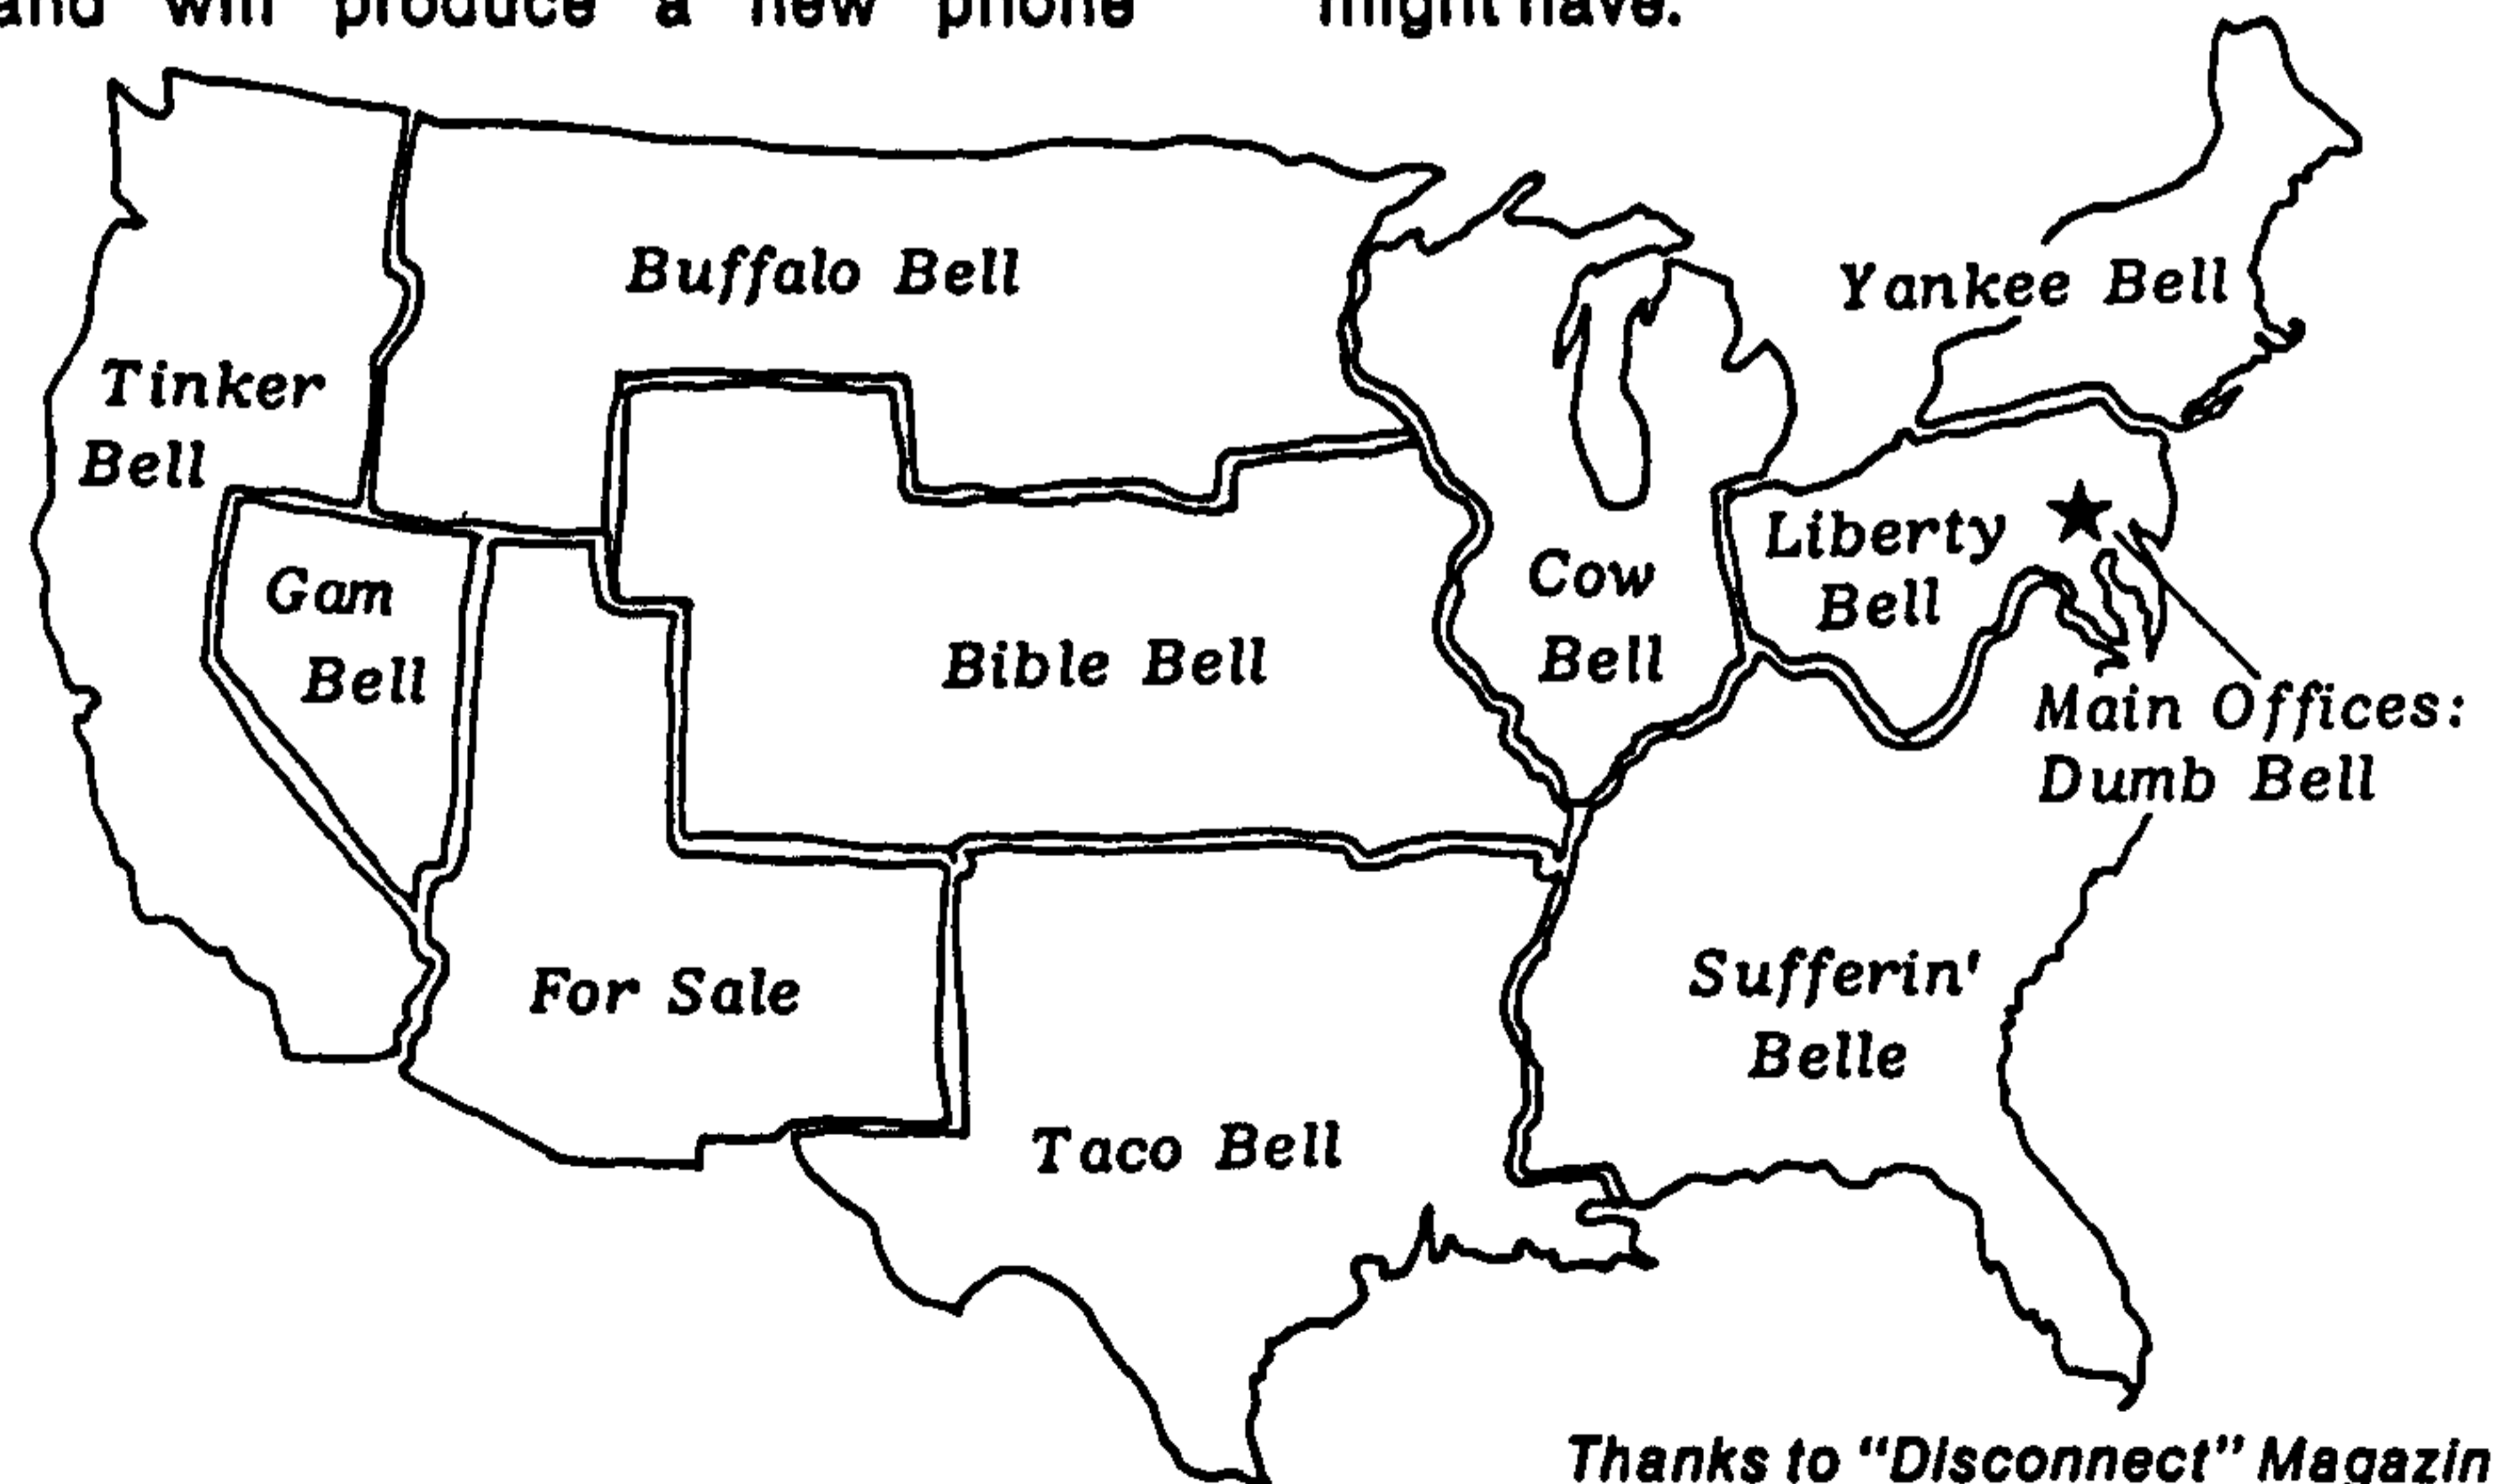 and will produce a new phone might have.
Buffalo Bell
Yankee Bell
Tinker
Bell
Liberty
Bell
Gam
Bell
Cow
Bell
Bible Bell
Main Offices:
Dumb Bell
For Sale
Sufferin'
Belle
Taco Bell
Thanks to “Disconnect” Magazin